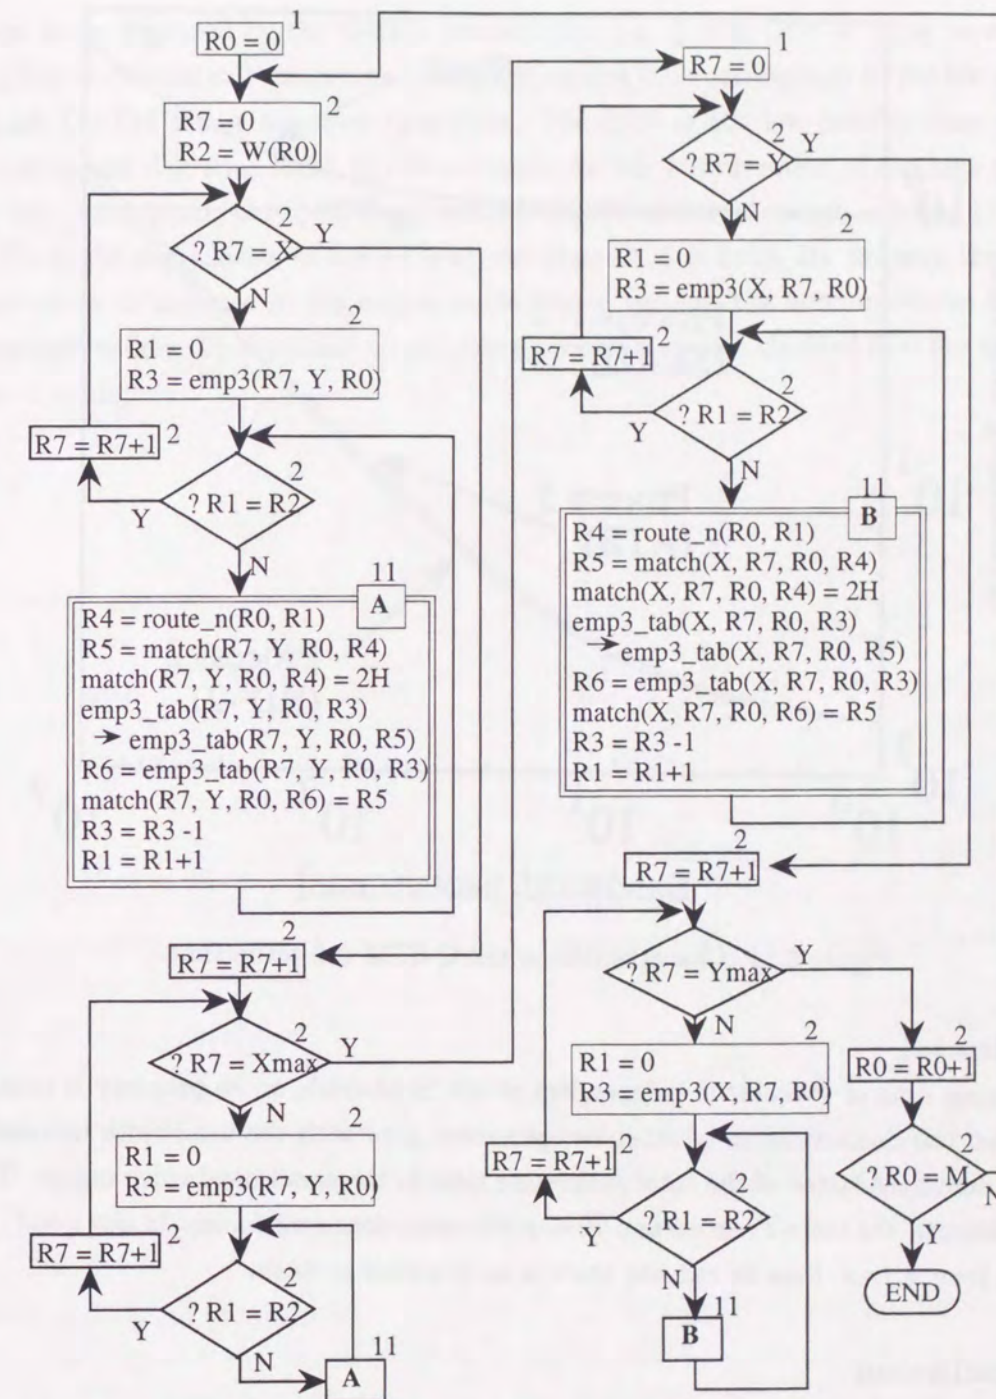 1
R0 = 0
2
R7 = 0
R2 = W(R0)
2
? R7 = X
Y
N
2
R1 = 0
R3 = emp3(R7, Y, R0)
R7 = R7+1
2
2
? R1 = R2
Y
N
11
A
R4 = route_n(R0, R1)
R5 = match(R7, Y, R0, R4)
match(R7, Y, R0, R4) = 2H
emp3_tab(R7, Y, R0, R3)
→ emp3_tab(R7, Y, R0, R5)
R6 = emp3_tab(R7, Y, R0, R3)
match(R7, Y, R0, R6) = R5
R3 = R3 -1
R1 = R1+1
2
R7 = R7+1
2
? R7 = Xmax
Y
N
2
R1 = 0
R3 = emp3(R7, Y, R0)
R7 = R7+1
2
2
? R1 = R2
Y
N
11
A
1
R7 = 0
2
? R7 = Y
Y
N
2
R1 = 0
R3 = emp3(X, R7, R0)
2
R7 = R7+1
2
? R1 = R2
Y
N
11
B
R4 = route_n(R0, R1)
R5 = match(X, R7, R0, R4)
match(X, R7, R0, R4) = 2H
emp3_tab(X, R7, R0, R3)
→ emp3_tab(X, R7, R0, R5)
R6 = emp3_tab(X, R7, R0, R3)
match(X, R7, R0, R6) = R5
R3 = R3 -1
R1 = R1+1
2
R7 = R7+1
2
? R7 = Ymax
Y
N
2
R1 = 0
R3 = emp3(X, R7, R0)
2
R7 = R7+1
2
? R1 = R2
Y
N
11
B
2
R0 = R0+1
2
? R0 = M
N
Y
END